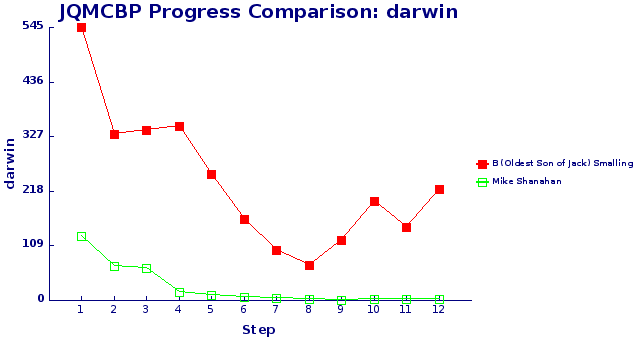 JQMCBP Progress Comparison: darwin
545
436
327
218
109
0
darwin
1 2 3 4 5 6 7 8 9 10 11 12
Step
B (Oldest Son of Jack) Smalling
Mike Shanahan